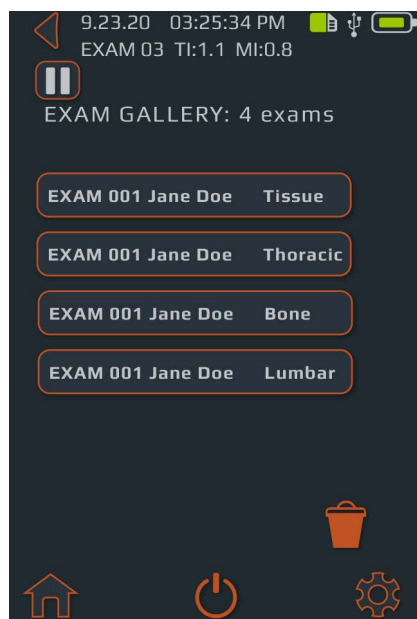 9.23.20 03:25:34 PM
EXAM 03 TI:1.1 MI:0.8
EXAM GALLERY: 4 exams
EXAM 001 Jane Doe Tissue
EXAM 001 Jane Doe Thoracic
EXAM 001 Jane Doe Bone
EXAM 001 Jane Doe Lumbar